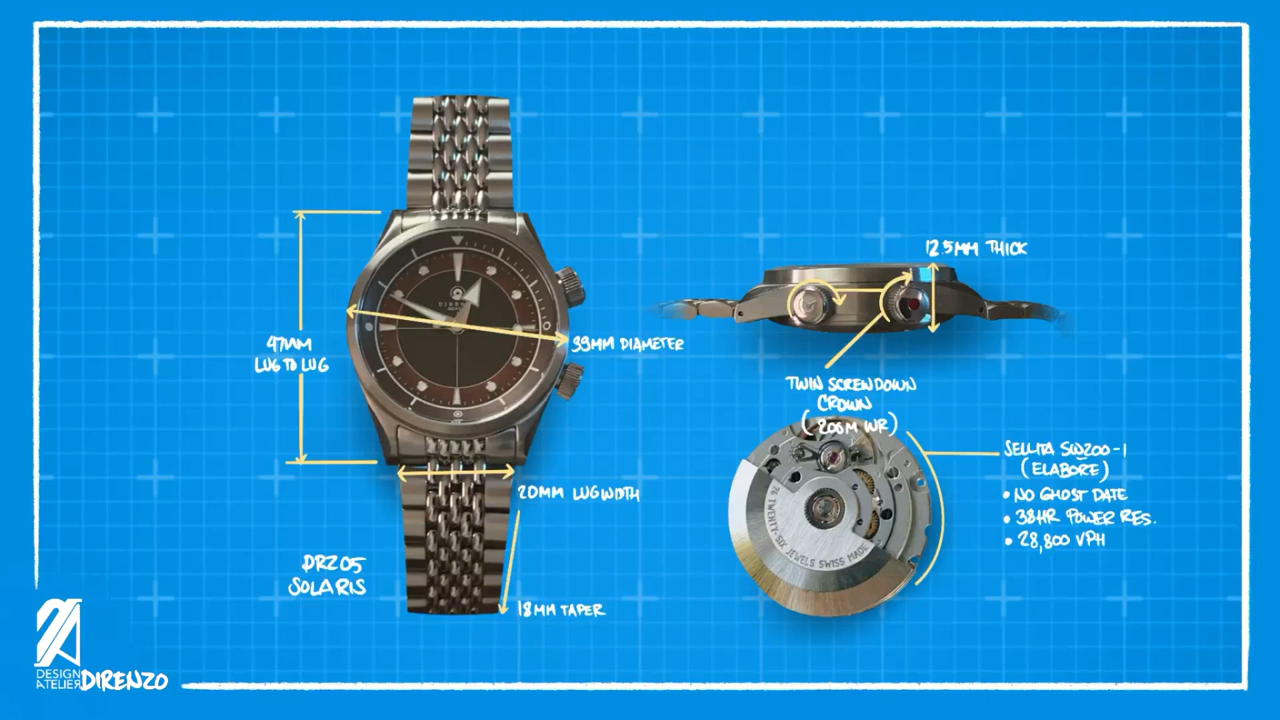 DIRENZO
47MM
LUG TO LUG
39MM DIAMETER
20MM LUGWIDTH
18MM TAPER
DRZ05
SOLARIS
12.5MM THICK
TWIN SCREWDOWN
CROWN
(200M WR)
SELLITA SW200-1
(ELABORE)
• NO GHOST DATE
• 38HR POWER RES.
• 28,800 VPH
26 TWENTY-SIX JEWELS SWISS MADE
DESIGN
ATELIER DIRENZO